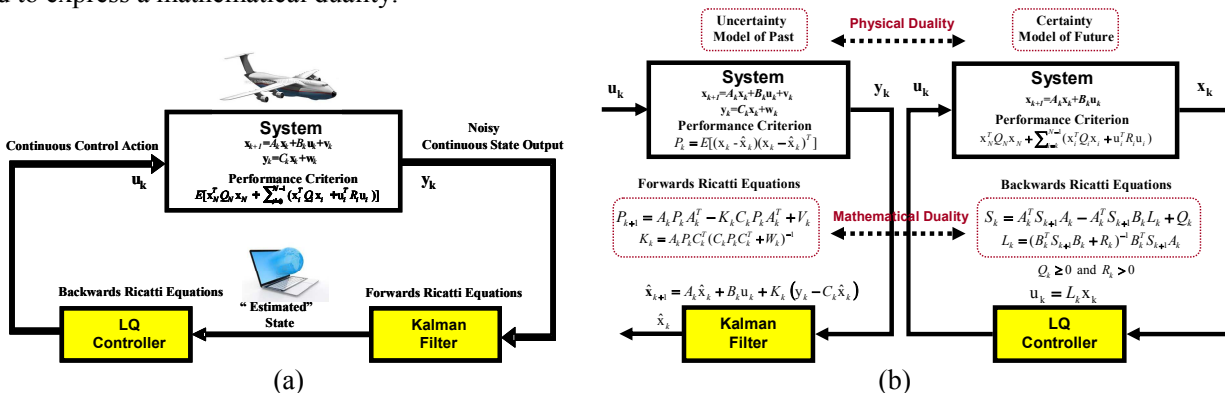 d to express a mathematical duality.
System
x_{k+1}=A_k x_k+B_k u_k+v_k
y_k=C_k x_k+w_k
Performance Criterion
E[x_N^T Q_N x_N + ∑_{i=0}^{N-1} (x_i^T Q_i x_i + u_i^T R_i u_i)]
Continuous Control Action
u_k
Noisy
Continuous State Output
y_k
Backwards Ricatti Equations
“ Estimated”
State
Forwards Ricatti Equations
LQ
Controller
Kalman
Filter
(a)
Uncertainty
Model of Past
Physical Duality
Certainty
Model of Future
u_k
System
x_{k+1}=A_k x_k+B_k u_k+v_k
y_k=C_k x_k+w_k
Performance Criterion
P_k = E[(x_k - x̂_k)(x_k − x̂_k)^T]
y_k
u_k
System
x_{k+1}=A_k x_k+B_k u_k
Performance Criterion
x_N^T Q_N x_N + ∑^{N-1} (x_i^T Q_i x_i + u_i^T R_i u_i)
x_k
Forwards Ricatti Equations
P_{k+1} = A_k P_k A_k^T − K_k C_k P_k A_k^T + V_k
K_k = A_k P_k C_k^T (C_k P_k C_k^T + W_k)^{−1}
Mathematical Duality
Backwards Ricatti Equations
S_k = A_k^T S_{k+1} A_k − A_k^T S_{k+1} B_k L_k + Q_k
L_k = (B_k^T S_{k+1} B_k + R_k)^{−1} B_k^T S_{k+1} A_k
Q_k ≥ 0 and R_k > 0
x̂_{k+1} = A_k x̂_k + B_k u_k + K_k (y_k − C_k x̂_k)
x̂_k
Kalman
Filter
u_k = L_k x_k
LQ
Controller
(b)